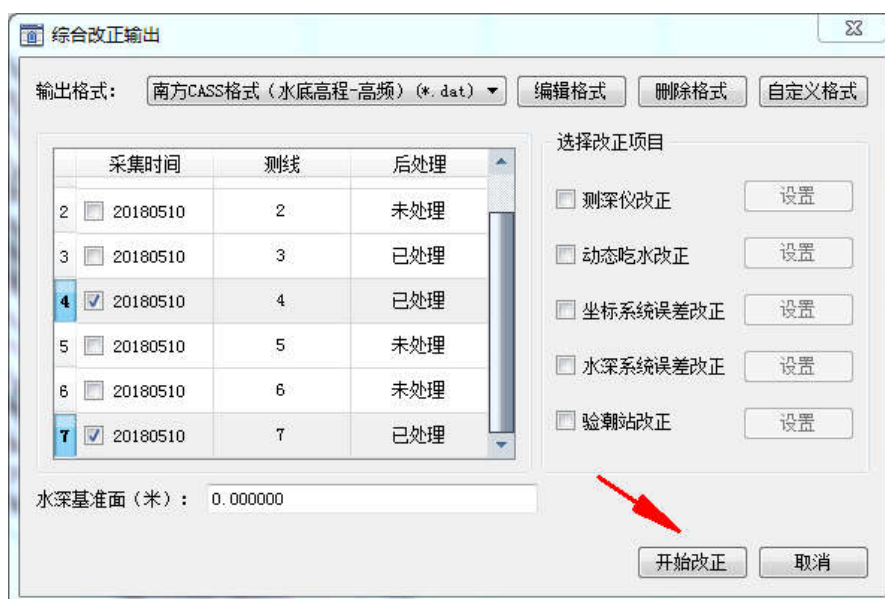 综合改正输出
输出格式： 南方CASS格式（水底高程-高频）(*.dat) 编辑格式 删除格式 自定义格式
选择改正项目
采集时间 测线 后处理
2 20180510 2 未处理
3 20180510 3 已处理
4 20180510 4 已处理
5 20180510 5 未处理
6 20180510 6 未处理
7 20180510 7 已处理
测深仪改正 设置
动态吃水改正 设置
坐标系统误差改正 设置
水深系统误差改正 设置
验潮站改正 设置
水深基准面（米）： 0.000000
开始改正 取消